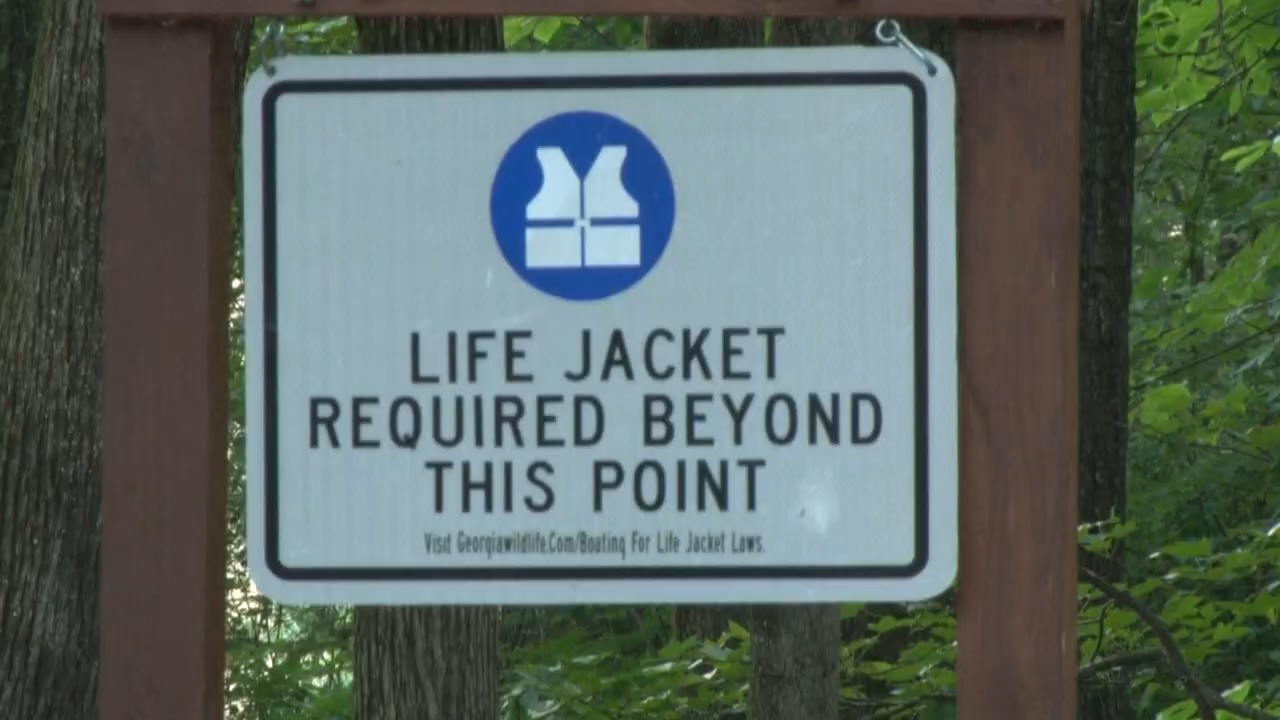 LIFE JACKET
REQUIRED BEYOND
THIS POINT
Visit Georgiawildlife.Com/Boating For Life Jacket Laws.